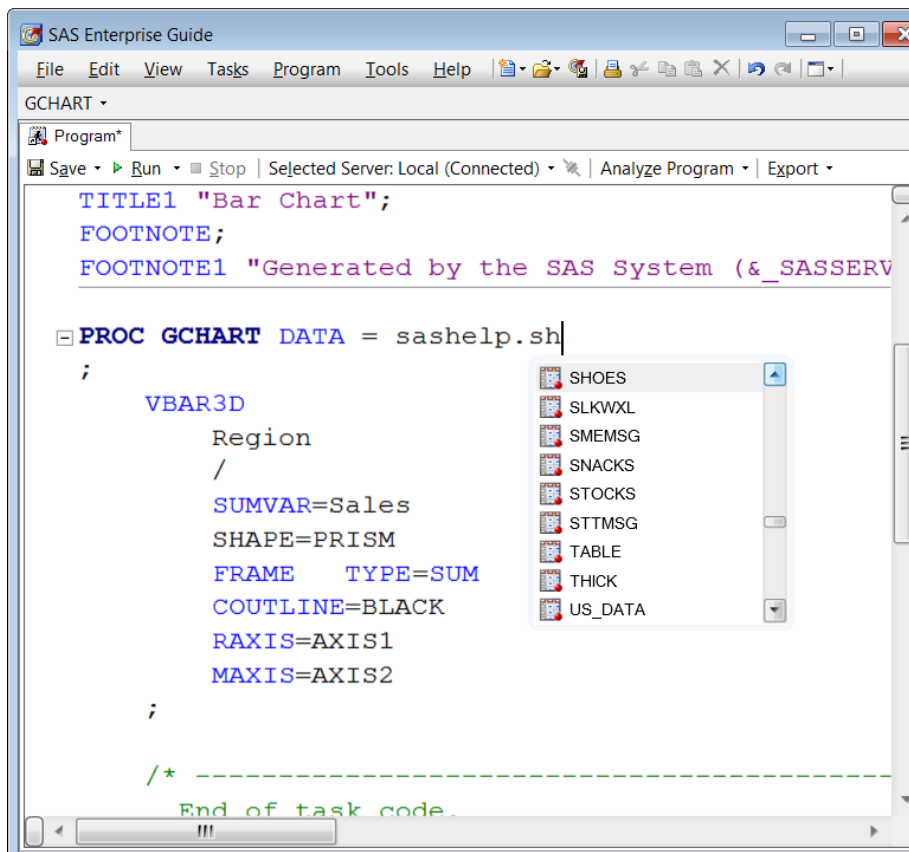 SAS Enterprise Guide
File Edit View Tasks Program Tools Help
GCHART
Program*
Save Run Stop Selected Server: Local (Connected) Analyze Program Export
TITLE1 "Bar Chart";
FOOTNOTE;
FOOTNOTE1 "Generated by the SAS System (&_SASSERV
PROC GCHART DATA = sashelp.sh
;
SHOES
VBAR3D
SLKWXL
Region
SMEMSG
/
SNACKS
SUMVAR=Sales
STOCKS
SHAPE=PRISM
STTMSG
FRAME TYPE=SUM
TABLE
COUTLINE=BLACK
THICK
US_DATA
RAXIS=AXIS1
MAXIS=AXIS2
;
/* ------------------------------------------
End of task code.